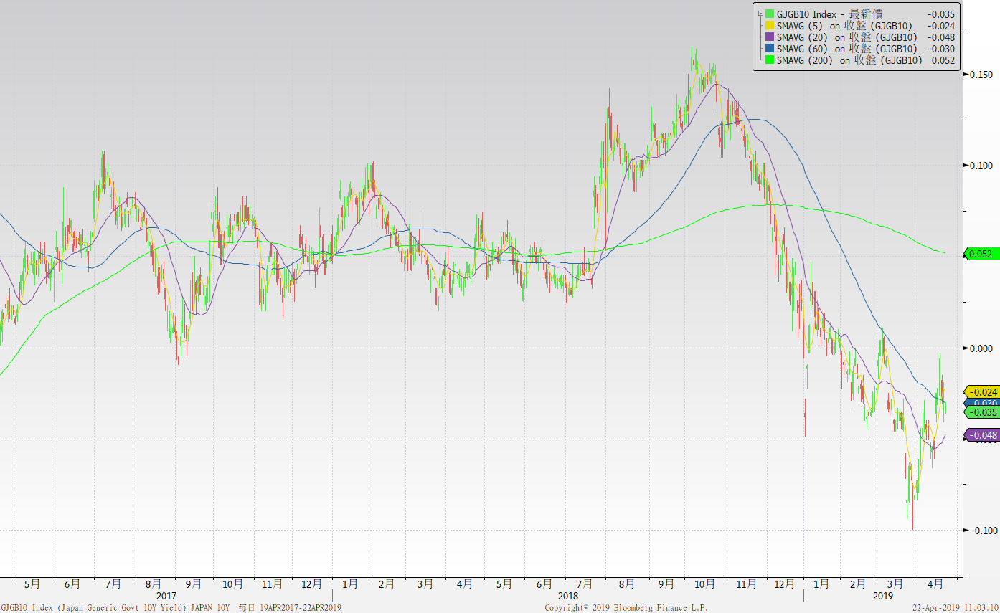 GJGB10 Index - 最新價 -0.035
SMAVG (5) on 收盤 (GJGB10) -0.024
SMAVG (20) on 收盤 (GJGB10) -0.048
SMAVG (60) on 收盤 (GJGB10) -0.030
SMAVG (200) on 收盤 (GJGB10) 0.052
0.150
0.100
0.052
0.000
-0.024
-0.030
-0.035
-0.048
-0.100
5月 6月 7月 8月 9月 10月 11月 12月 1月 2月 3月 4月 5月 6月 7月 8月 9月 10月 11月 12月 1月 2月 3月 4月
2017 2018 2019
GJGB10 Index (Japan Generic Govt 10Y Yield) JAPAN 10Y 每日 19APR2017-22APR2019 Copyright© 2019 Bloomberg Finance L.P. 22-Apr-2019 11:03:10